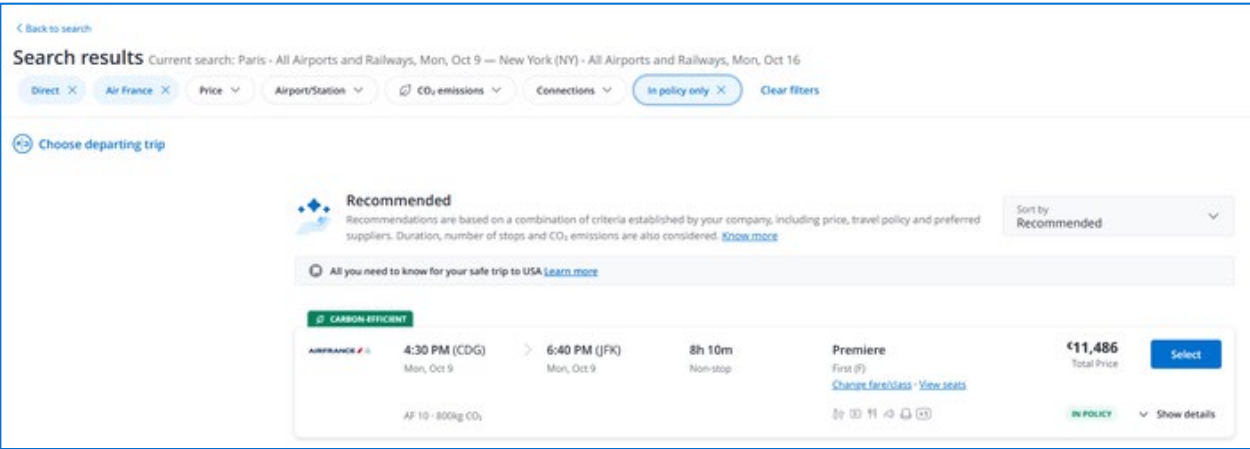 < Back to search
Search results Current search: Paris - All Airports and Railways, Mon, Oct 9 — New York (NY) - All Airports and Railways, Mon, Oct 16
Direct × Air France × Price Airport/Station CO₂ emissions Connections In policy only × Clear filters
Choose departing trip
Recommended
Recommendations are based on a combination of criteria established by your company, including price, travel policy and preferred
suppliers. Duration, number of stops and CO₂ emissions are also considered. Know more
Sort by
Recommended
All you need to know for your safe trip to USA Learn more
CARBON-EFFICIENT
AIRFRANCE 4:30 PM (CDG) > 6:40 PM (JFK) 8h 10m Premiere €11,486 Select
Mon, Oct 9 Mon, Oct 9 Non-stop First (F) Total Price
Change fare/class · View seats
AF 10 · 800kg CO₂ +1 IN POLICY Show details